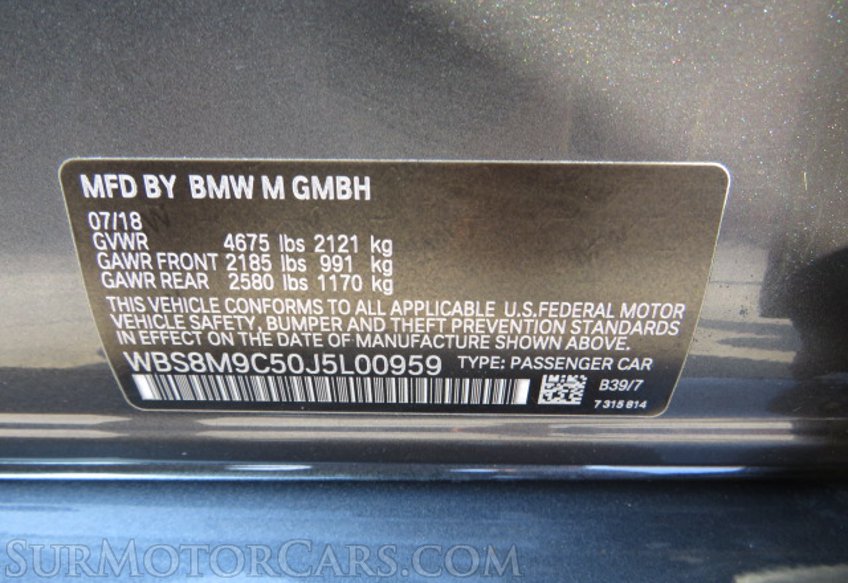 MFD BY BMW M GMBH
07/18
GVWR 4675 lbs 2121 kg
GAWR FRONT 2185 lbs 991 kg
GAWR REAR 2580 lbs 1170 kg
THIS VEHICLE CONFORMS TO ALL APPLICABLE U.S.FEDERAL MOTOR
VEHICLE SAFETY, BUMPER AND THEFT PREVENTION STANDARDS
IN EFFECT ON THE DATE OF MANUFACTURE SHOWN ABOVE.
WBS8M9C50J5L00959 TYPE: PASSENGER CAR
B39/7
7 315 814
SURMOTORCARS.COM